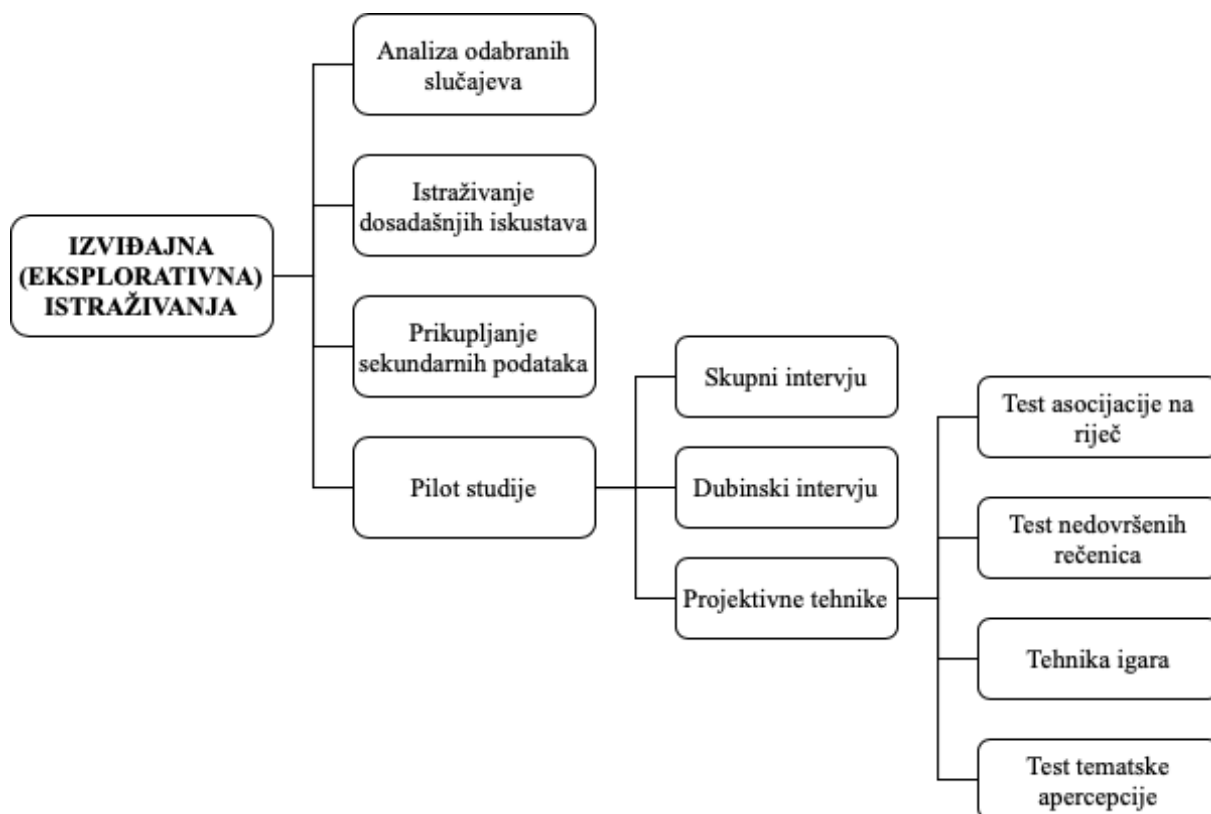 Analiza odabranih
slučajeva
Istraživanje
dosadašnjih iskustava
IZVIĐAJNA
(EKSPLORATIVNA)
ISTRAŽIVANJA
Prikupljanje
sekundarnih podataka
Pilot studije
Skupni intervju
Dubinski intervju
Projektivne tehnike
Test asocijacije na
riječ
Test nedovršenih
rečenica
Tehnika igara
Test tematske
apercepcije